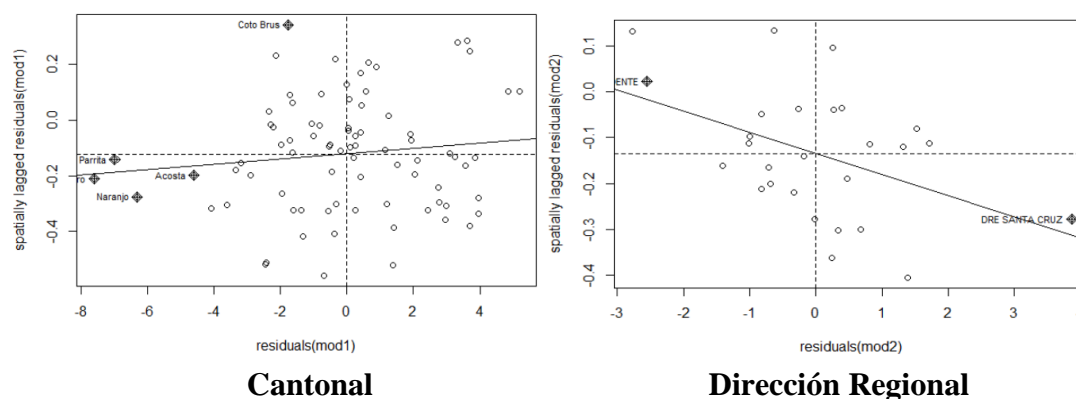 spatially lagged residuals(mod1)
0.2
0.0
-0.2
-0.4
Coto Brus
Parrita
ro
Naranjo
Acosta
-8 -6 -4 -2 0 2 4
residuals(mod1)
Cantonal
spatially lagged residuals(mod2)
0.1
0.0
-0.1
-0.2
-0.3
-0.4
ENTE
DRE SANTA CRUZ
-3 -2 -1 0 1 2 3
residuals(mod2)
Dirección Regional